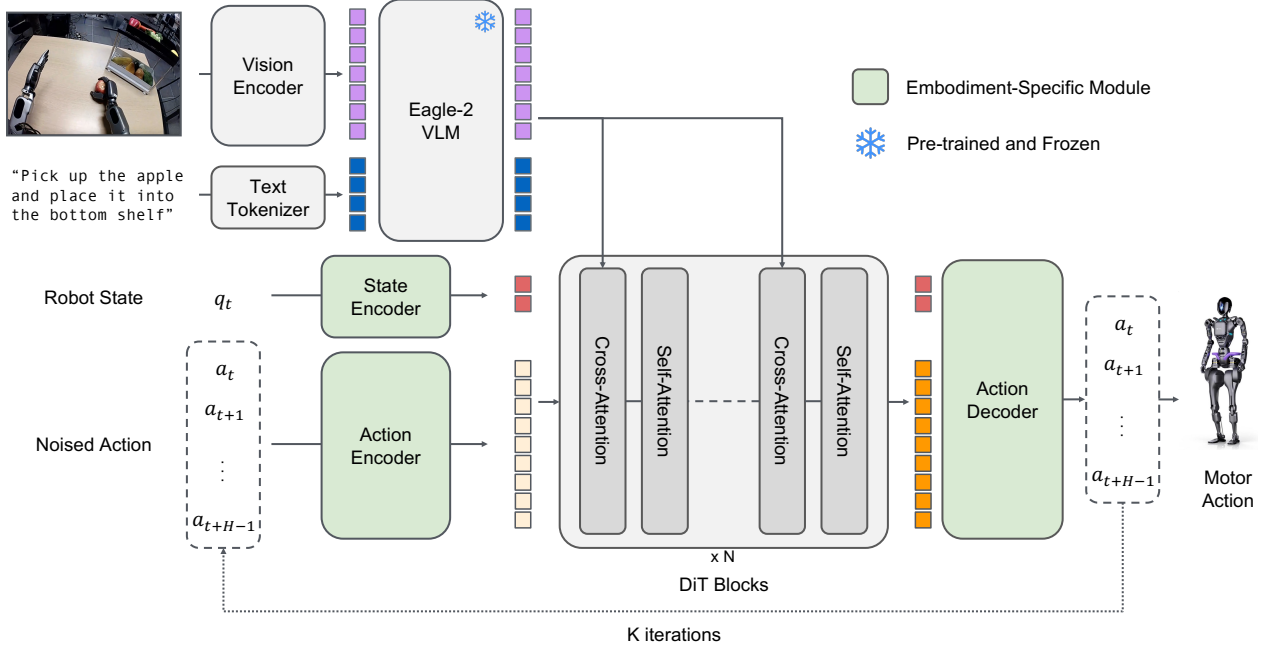 Vision
Encoder
Eagle-2
VLM
Embodiment-Specific Module
Pre-trained and Frozen
“Pick up the apple
and place it into
the bottom shelf”
Text
Tokenizer
Robot State
q_t
State
Encoder
Noised Action
a_t
a_{t+1}
⋮
a_{t+H−1}
Action
Encoder
Cross-Attention
Self-Attention
Cross-Attention
Self-Attention
x N
DiT Blocks
Action
Decoder
a_t
a_{t+1}
⋮
a_{t+H−1}
Motor
Action
K iterations